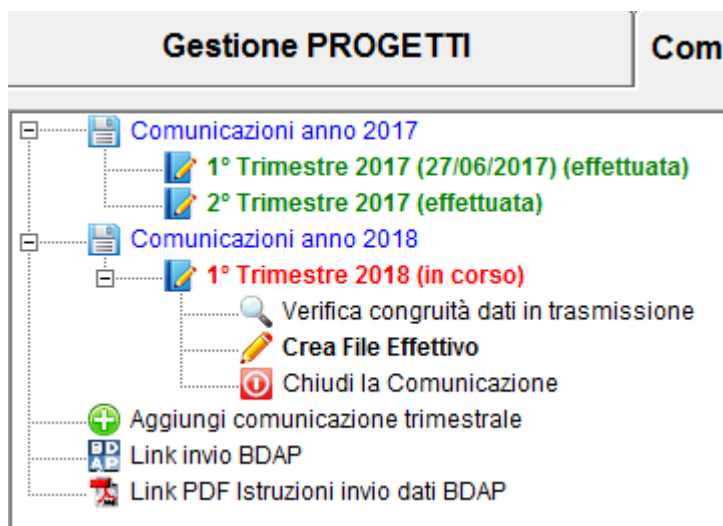 Gestione PROGETTI
Com
Comunicazioni anno 2017
1° Trimestre 2017 (27/06/2017) (effettuata)
2° Trimestre 2017 (effettuata)
Comunicazioni anno 2018
1° Trimestre 2018 (in corso)
Verifica congruità dati in trasmissione
Crea File Effettivo
Chiudi la Comunicazione
Aggiungi comunicazione trimestrale
BD
AP
Link invio BDAP
Link PDF Istruzioni invio dati BDAP